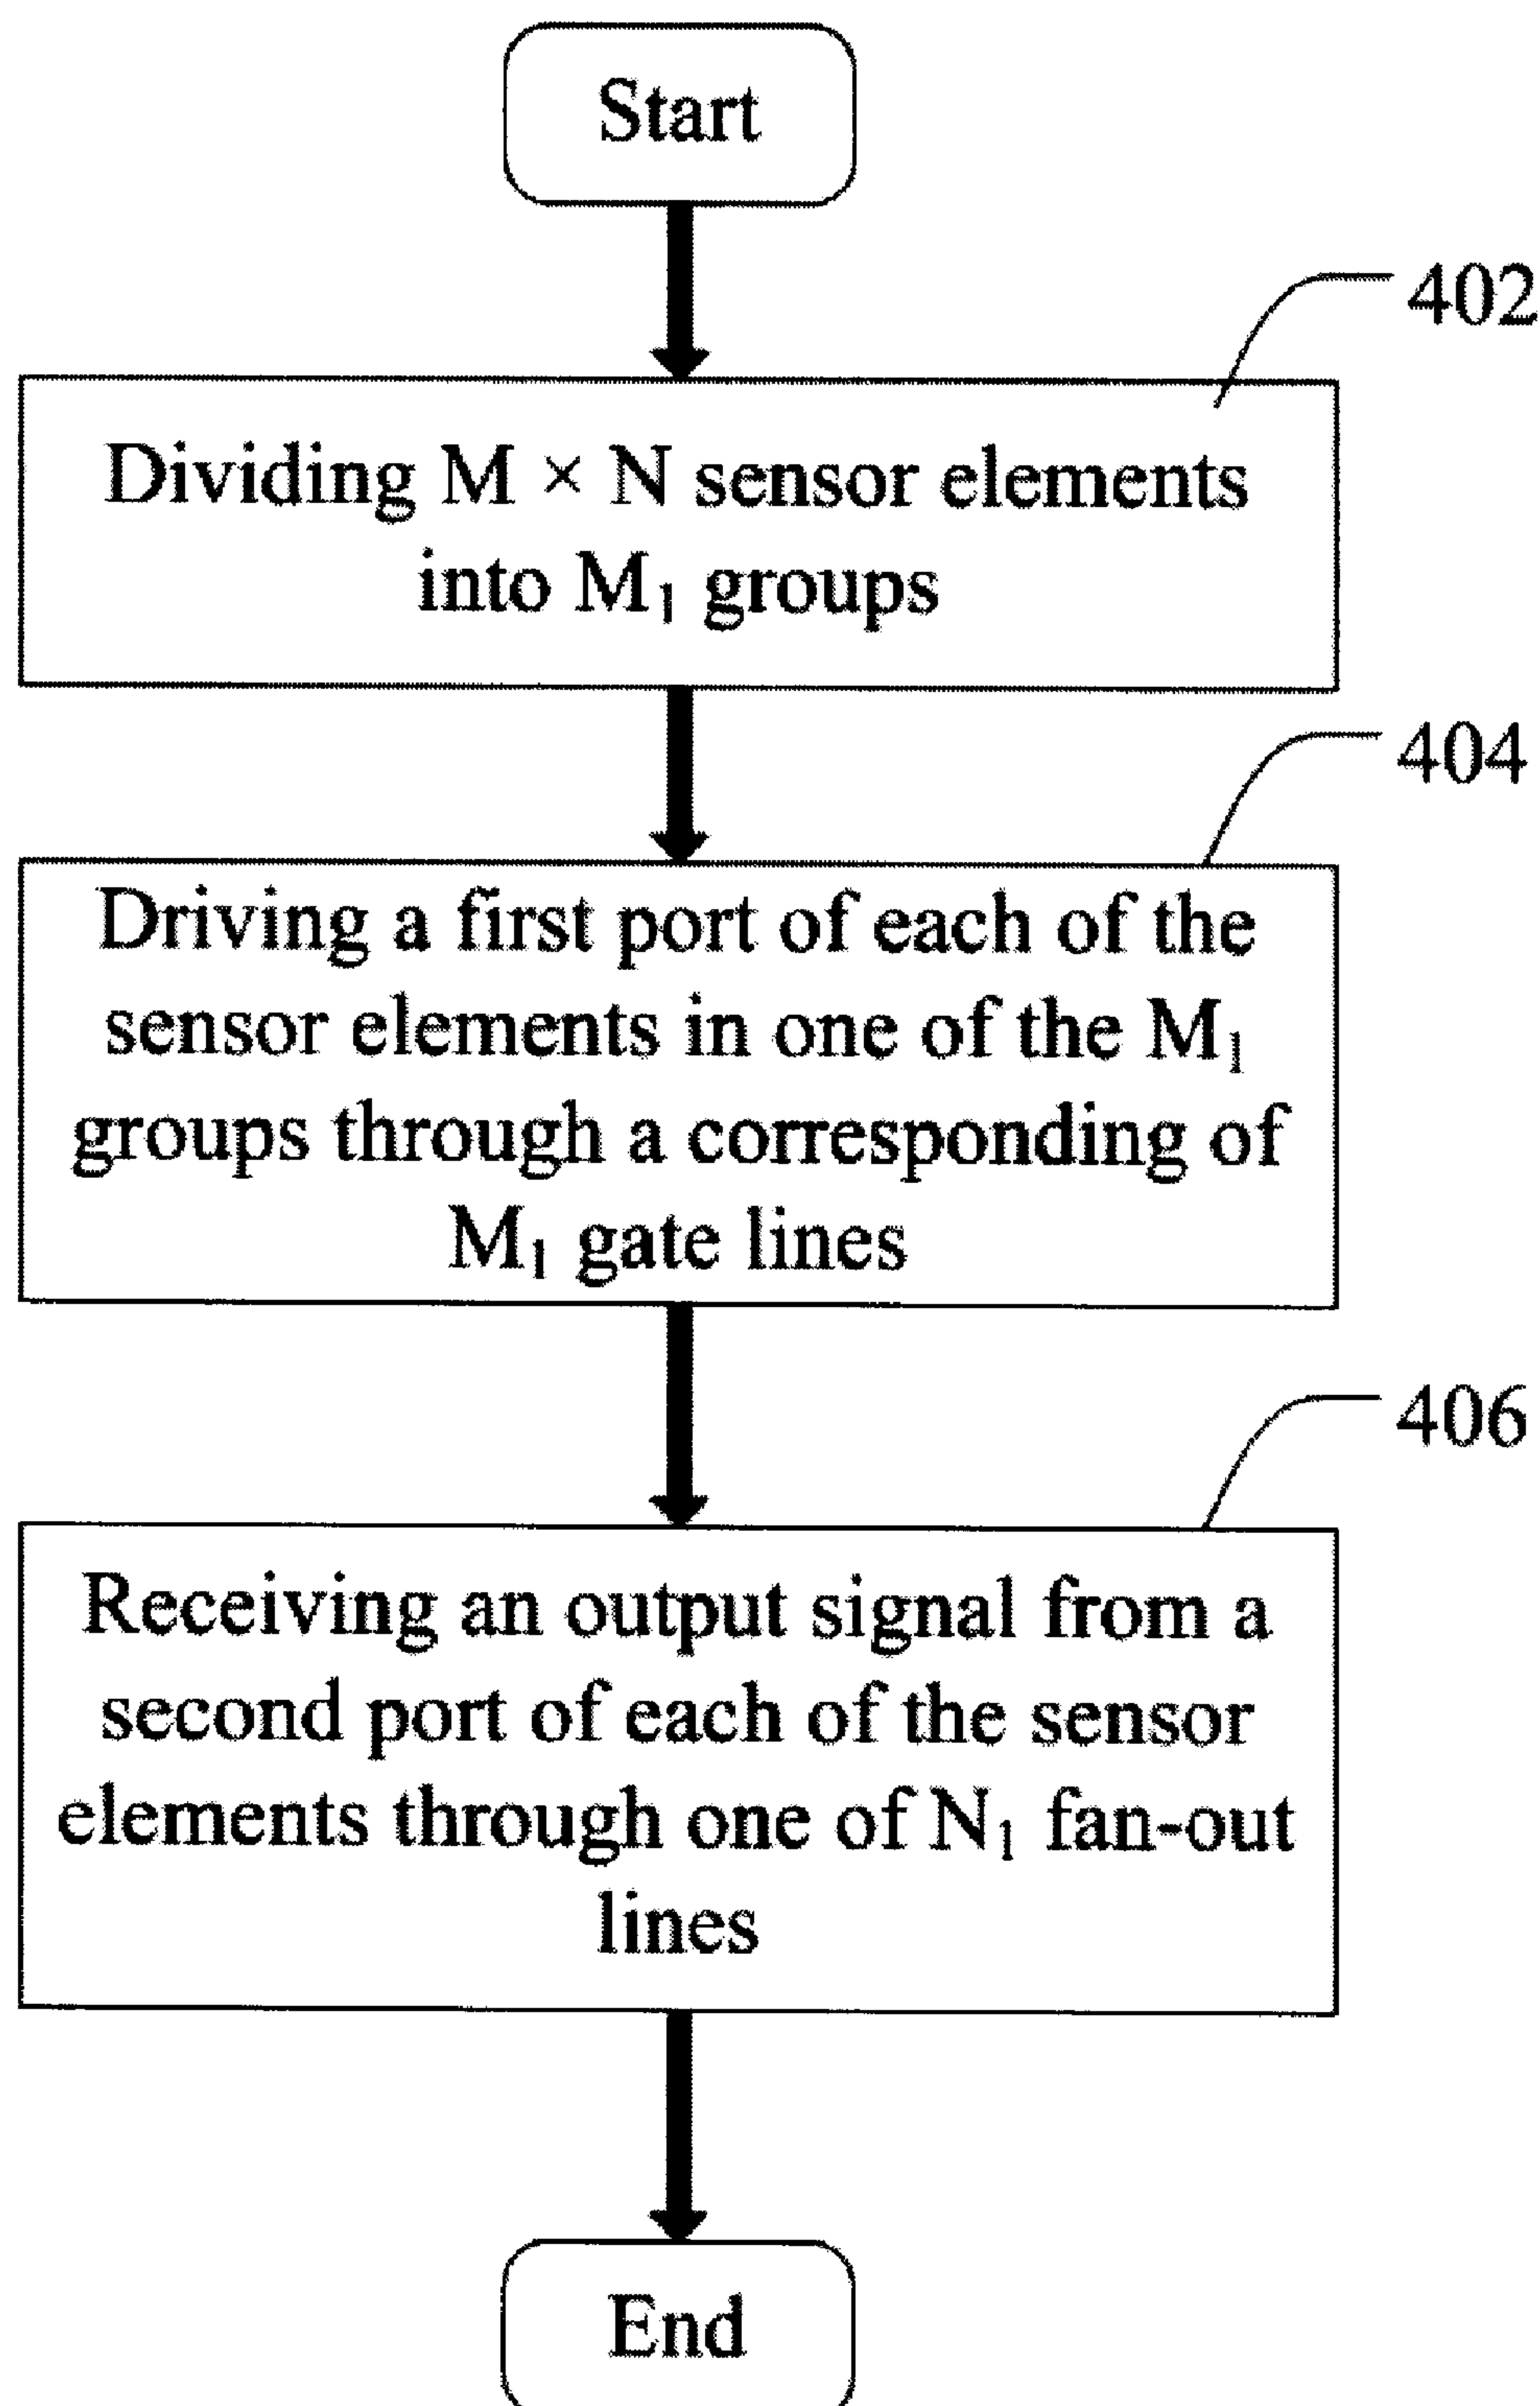 Start
402
Dividing M × N sensor elements
into M₁ groups
404
Driving a first port of each of the
sensor elements in one of the M₁
groups through a corresponding of
M₁ gate lines
406
Receiving an output signal from a
second port of each of the sensor
elements through one of N₁ fan-out
lines
End